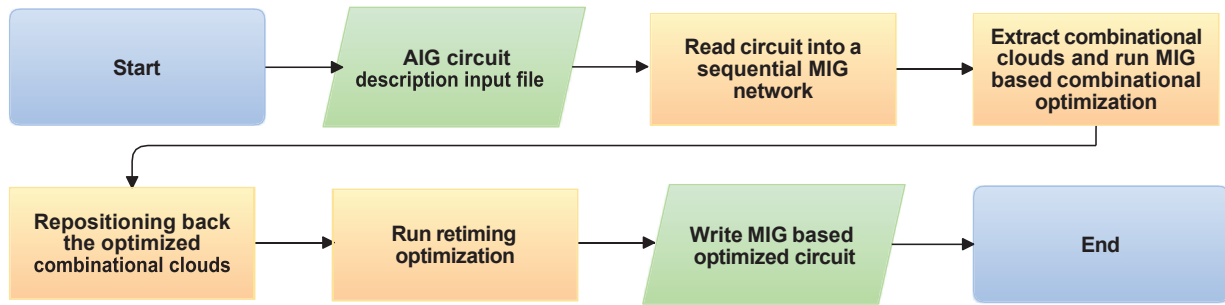 Start
AIG circuit
description input file
Read circuit into a
sequential MIG
network
Extract combinational
clouds and run MIG
based combinational
optimization
Repositioning back
the optimized
combinational clouds
Run retiming
optimization
Write MIG based
optimized circuit
End